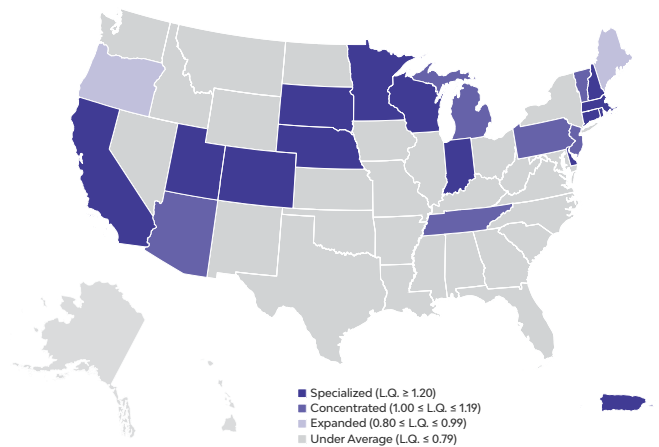 Specialized (L.Q. ≥ 1.20)
Concentrated (1.00 ≤ L.Q. ≤ 1.19)
Expanded (0.80 ≤ L.Q. ≤ 0.99)
Under Average (L.Q. ≤ 0.79)